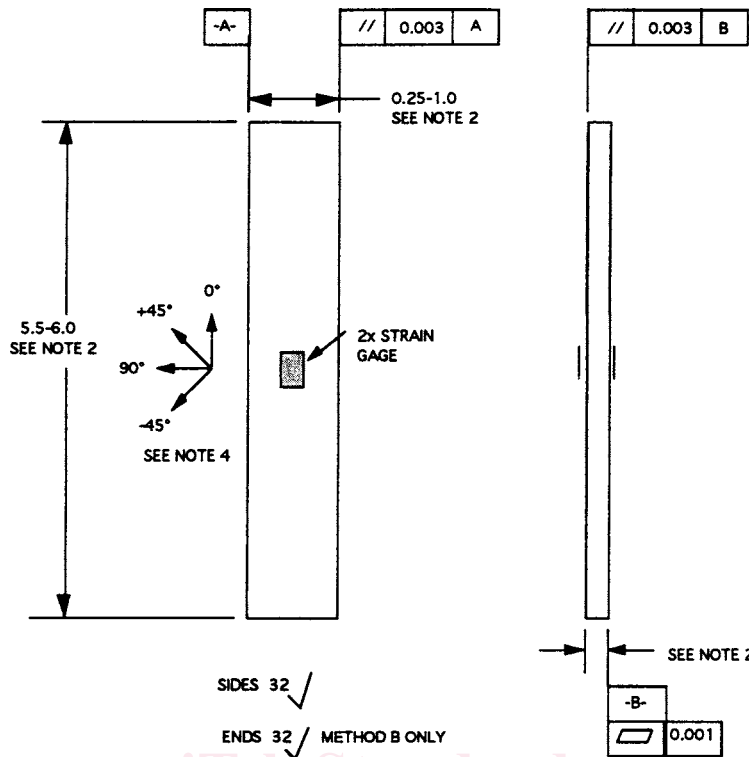 -A-
// 0.003 A
// 0.003 B
0.25-1.0
SEE NOTE 2
0°
+45°
5.5-6.0
SEE NOTE 2
90°
2x STRAIN
GAGE
-45°
SEE NOTE 4
SEE NOTE 2
SIDES 32
-B-
ENDS 32 METHOD B ONLY
0.001